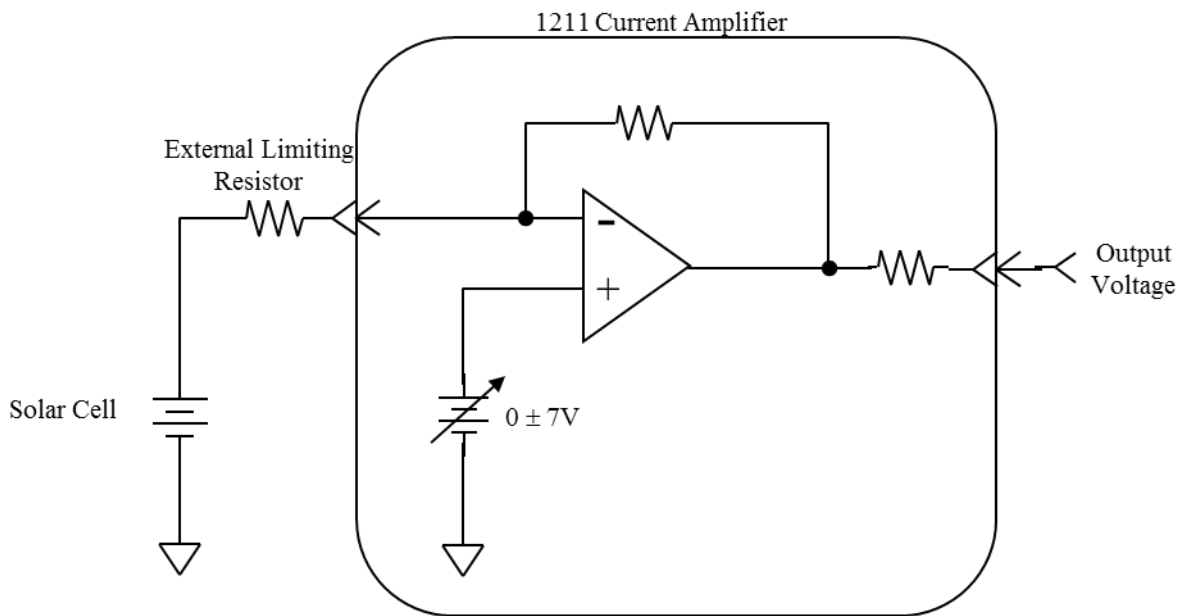 1211 Current Amplifier
External Limiting
Resistor
-
+
Output
Voltage
Solar Cell
0 ± 7V